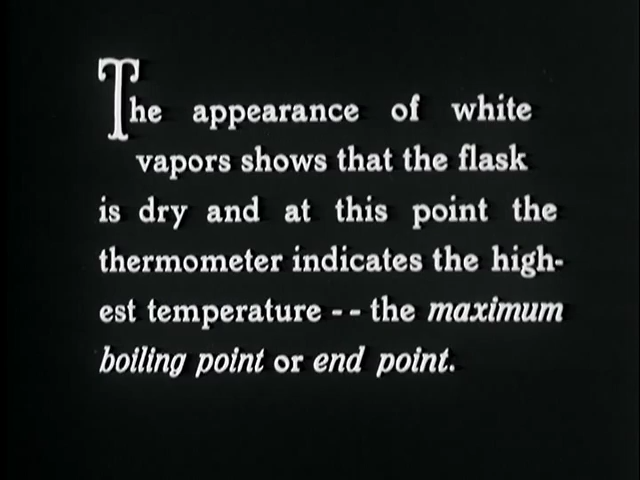 The appearance of white
vapors shows that the flask
is dry and at this point the
thermometer indicates the high-
est temperature -- the maximum
boiling point or end point.